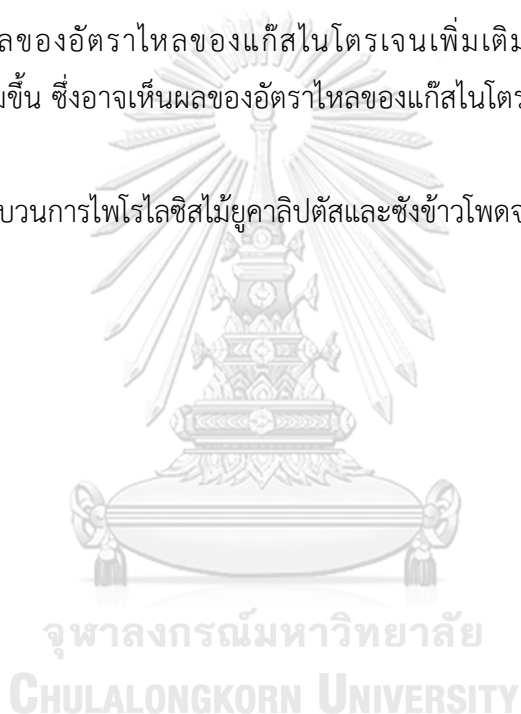 ลของอัตราไหลของแก๊สไนโตรเจนเพิ่มเติม
มขึ้น ซึ่งอาจเห็นผลของอัตราไหลของแก๊สไนโตร
บวนการไพโรไลซิสไม้ยูคาลิปตัสและซังข้าวโพดจ
จุฬาลงกรณ์มหาวิทยาลัย
CHULALONGKORN UNIVERSITY